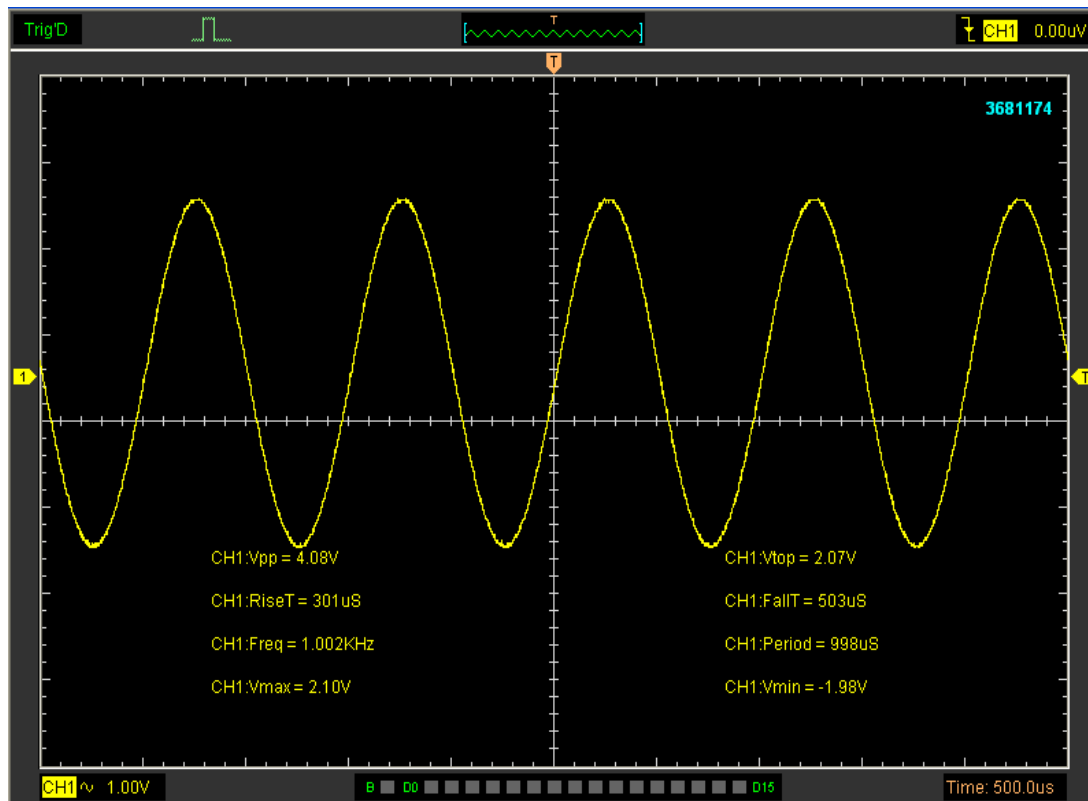 Trig'D T CH1 0.00uV
T
3681174
1 T
CH1:Vpp = 4.08V CH1:Vtop = 2.07V
CH1:RiseT = 301uS CH1:FallT = 503uS
CH1:Freq = 1.002KHz CH1:Period = 998uS
CH1:Vmax = 2.10V CH1:Vmin = -1.98V
CH1 1.00V B D0 D15 Time: 500.0us